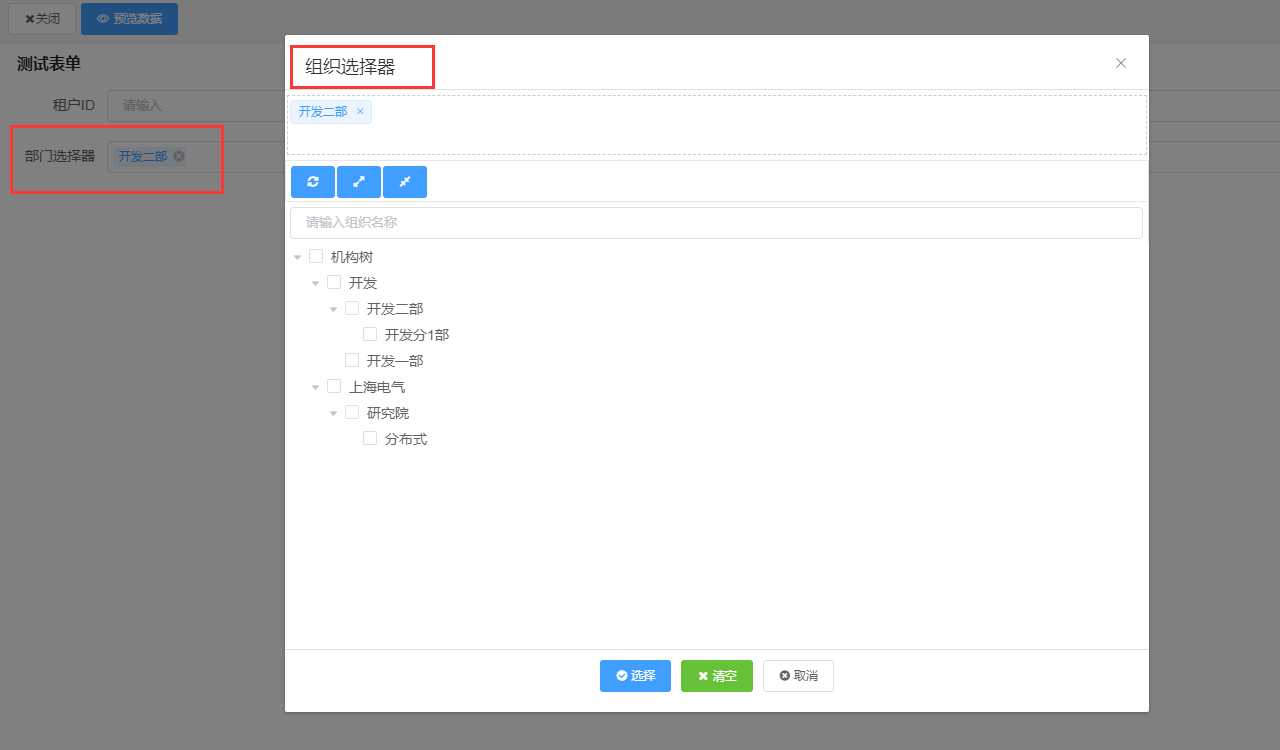 关闭
预览数据
测试表单
租户ID
请输入
部门选择器
开发二部
组织选择器
开发二部
请输入组织名称
机构树
开发
开发二部
开发分1部
开发一部
上海电气
研究院
分布式
选择
清空
取消